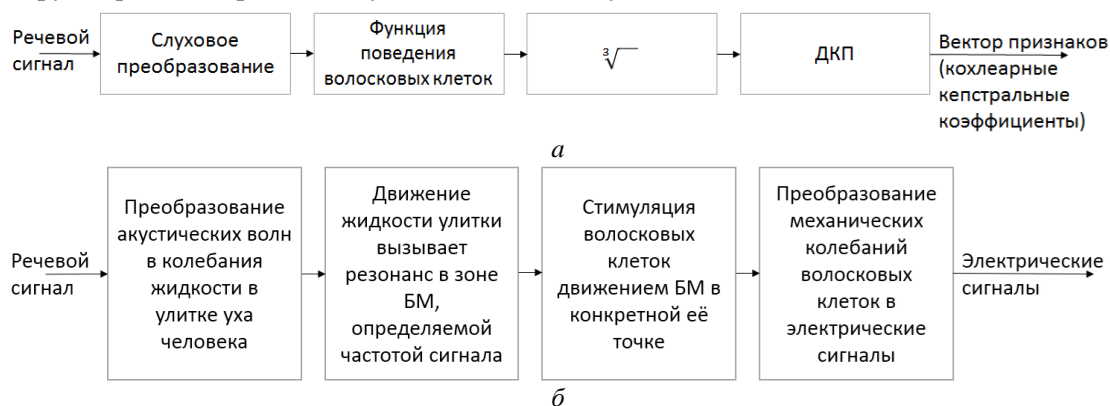 Речевой
сигнал
Слуховое
преобразование
Функция
поведения
волосковых клеток
∛
ДКП
Вектор признаков
(кохлеарные
кепстральные
коэффициенты)
а
Речевой
сигнал
Преобразование
акустических волн
в колебания
жидкости в
улитке уха
человека
Движение
жидкости улитки
вызывает
резонанс в зоне
БМ,
определяемой
частотой сигнала
Стимуляция
волосковых
клеток
движением БМ в
конкретной её
точке
Преобразование
механических
колебаний
волосковых
клеток в
электрические
сигналы
Электрические
сигналы
б